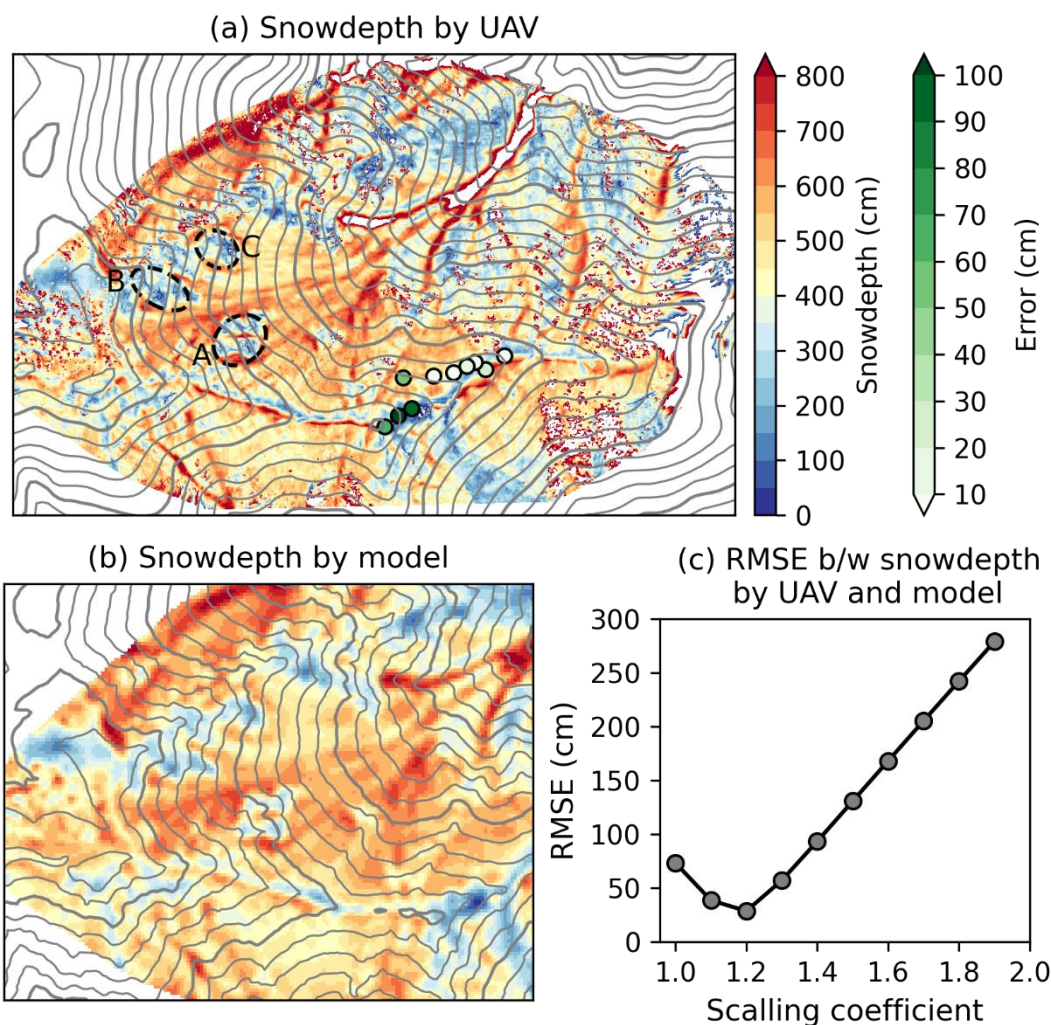 (a) Snowdepth by UAV
C
B
A
800
700
600
500
400
300
200
100
0
Snowdepth (cm)
100
90
80
70
60
50
40
30
20
10
Error (cm)
(b) Snowdepth by model
(c) RMSE b/w snowdepth
by UAV and model
300
250
200
150
100
50
0
RMSE (cm)
1.0 1.2 1.4 1.6 1.8 2.0
Scalling coefficient